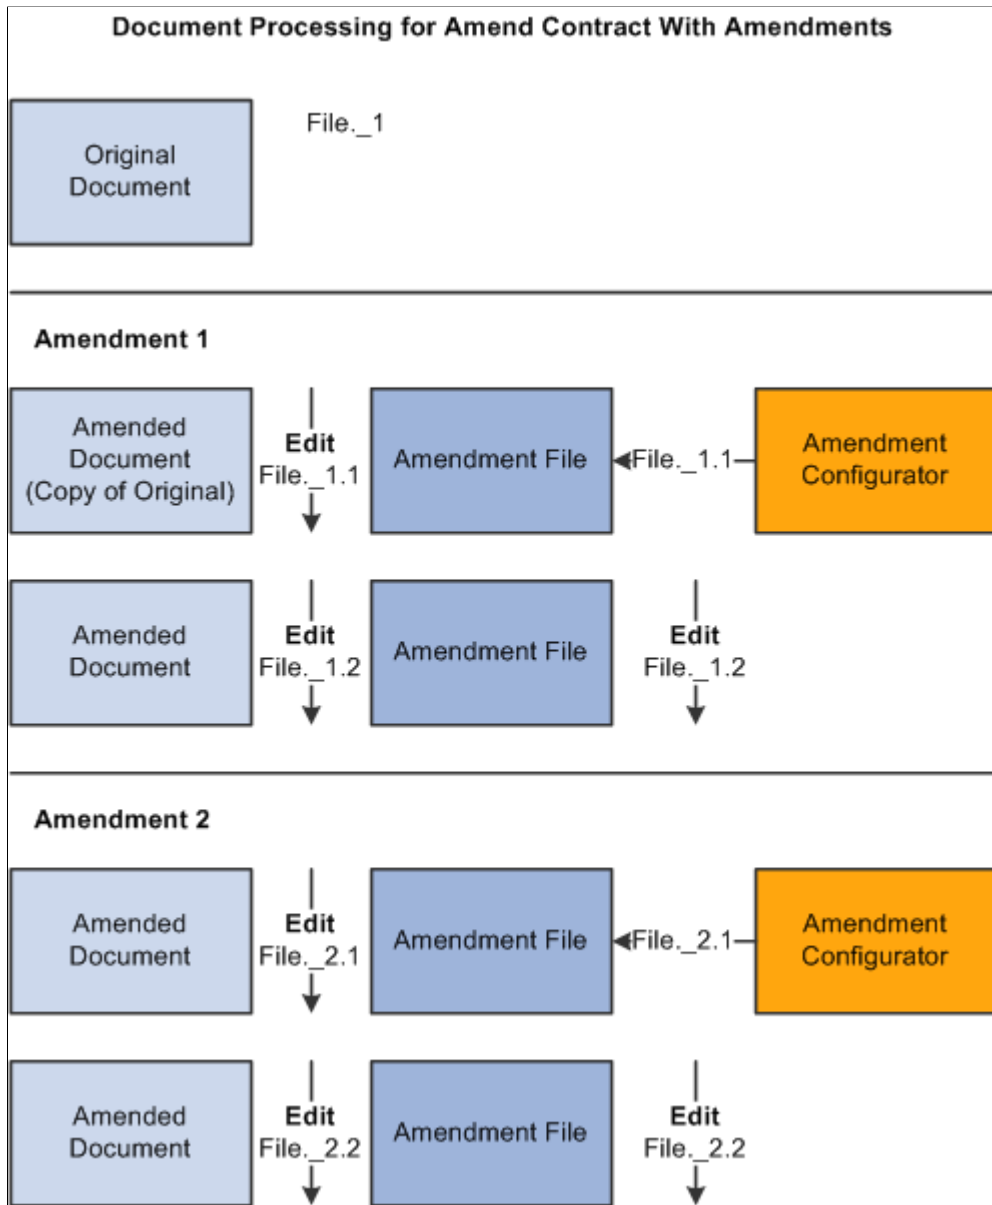 Document Processing for Amend Contract With Amendments
Original
Document
File._1
Amendment 1
Amended
Document
(Copy of Original)
Edit
File._1.1
Amendment File
File._1.1
Amendment
Configurator
Amended
Document
Edit
File._1.2
Amendment File
Edit
File._1.2
Amendment 2
Amended
Document
Edit
File._2.1
Amendment File
File._2.1
Amendment
Configurator
Amended
Document
Edit
File._2.2
Amendment File
Edit
File._2.2